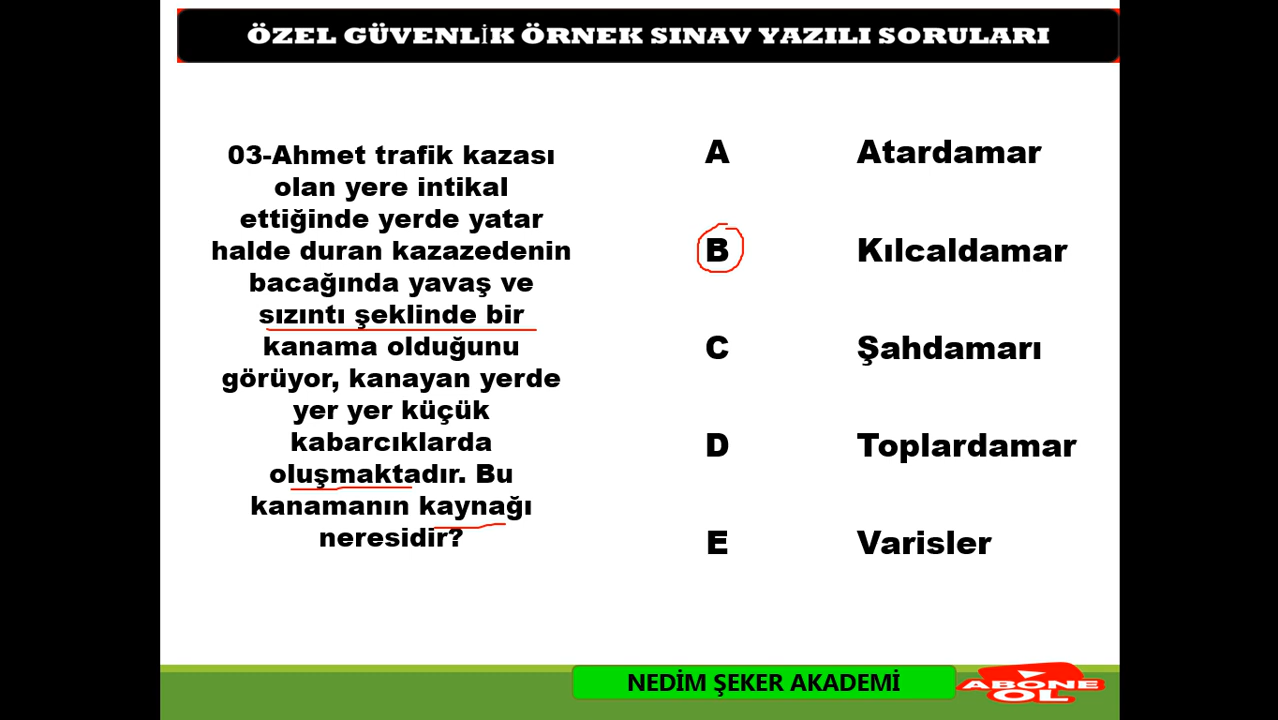 ÖZEL GÜVENLİK ÖRNEK SINAV YAZILI SORULARI
03-Ahmet trafik kazası
olan yere intikal
ettiğinde yerde yatar
halde duran kazazedenin
bacağında yavaş ve
sızıntı şeklinde bir
kanama olduğunu
görüyor, kanayan yerde
yer yer küçük
kabarcıklarda
oluşmaktadır. Bu
kanamanın kaynağı
neresidir?
A Atardamar
B Kılcaldamar
C Şahdamarı
D Toplardamar
E Varisler
NEDİM ŞEKER AKADEMİ
ABONE
OL